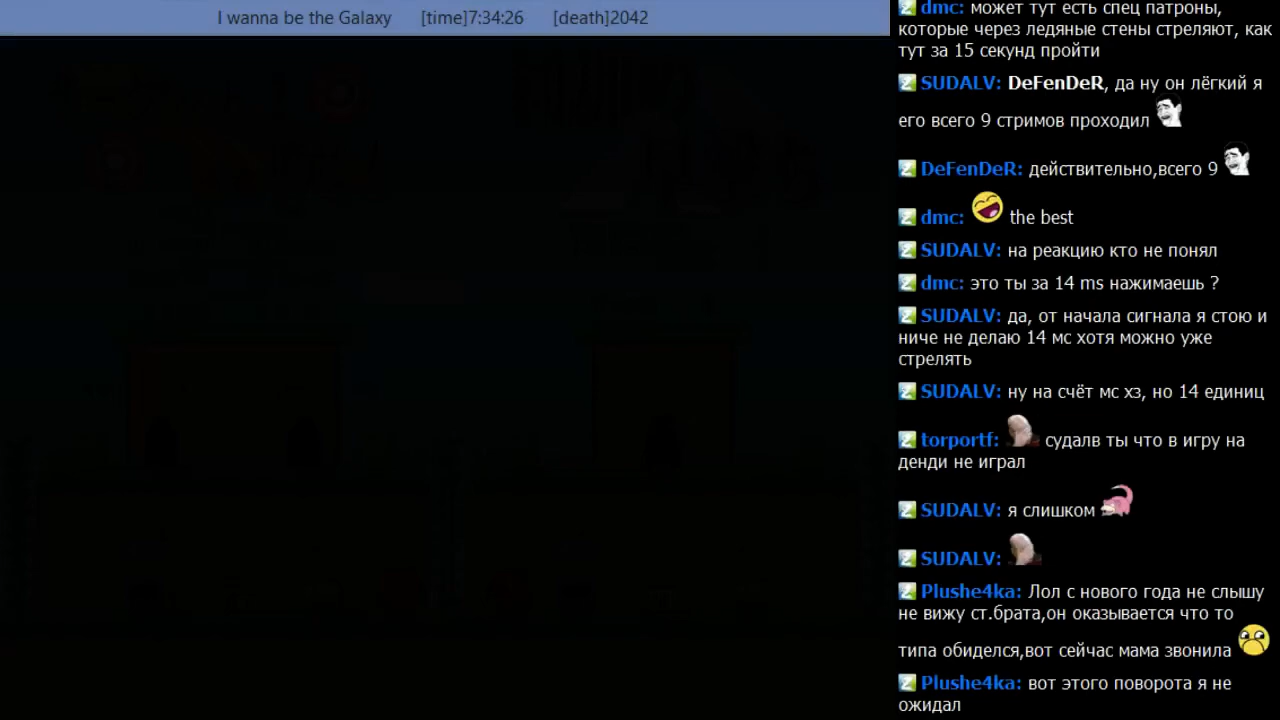 I wanna be the Galaxy [time]7:34:26 [death]2042
dmc: может тут есть спец патроны,
которые через ледяные стены стреляют, как
тут за 15 секунд пройти
SUDALV: DeFenDeR, да ну он лёгкий я
его всего 9 стримов проходил
DeFenDeR: действительно,всего 9
dmc: the best
SUDALV: на реакцию кто не понял
dmc: это ты за 14 ms нажимаешь ?
SUDALV: да, от начала сигнала я стою и
ниче не делаю 14 мс хотя можно уже
стрелять
SUDALV: ну на счёт мс хз, но 14 единиц
torportf: судалв ты что в игру на
денди не играл
SUDALV: я слишком
SUDALV:
Plushe4ka: Лол с нового года не слышу
не вижу ст.брата,он оказывается что то
типа обиделся,вот сейчас мама звонила
Plushe4ka: вот этого поворота я не
ожидал